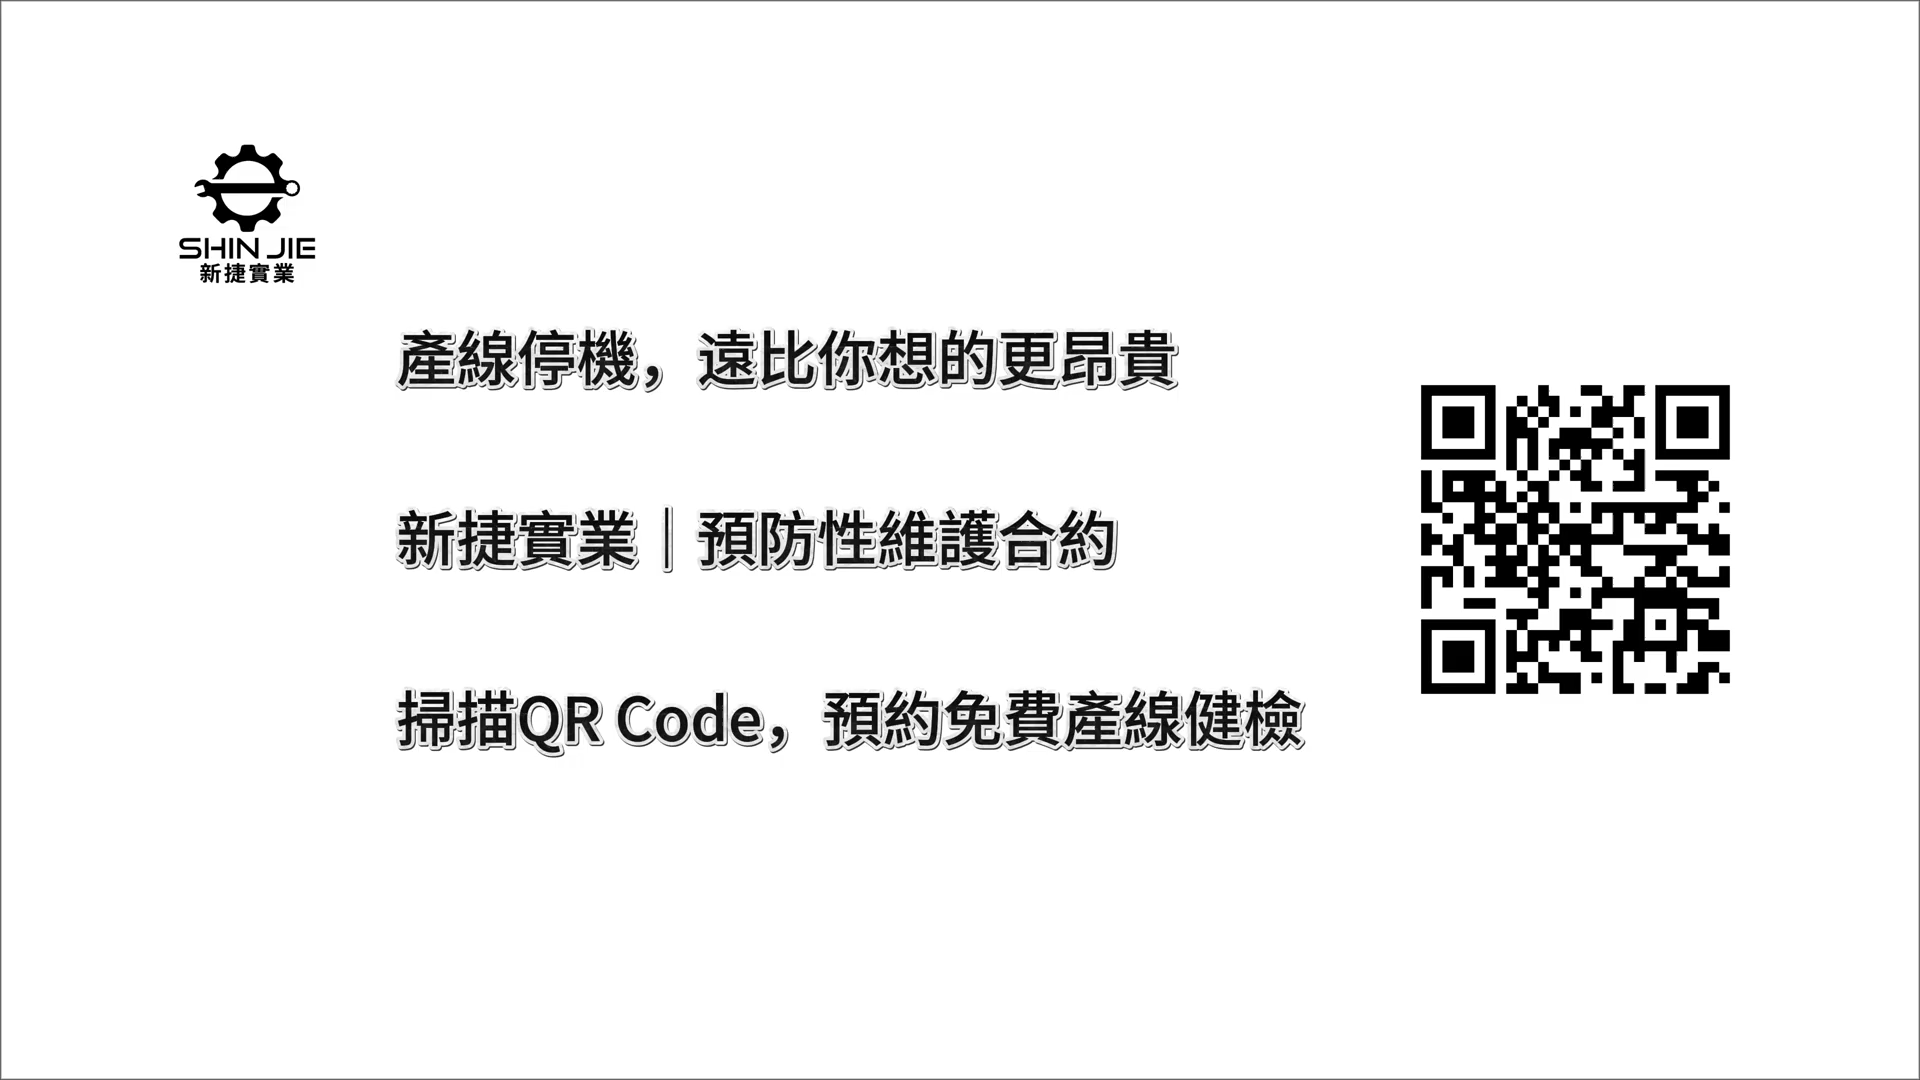 SHIN JIE
新捷實業
產線停機，遠比你想的更昂貴
新捷實業｜預防性維護合約
掃描QR Code，預約免費產線健檢